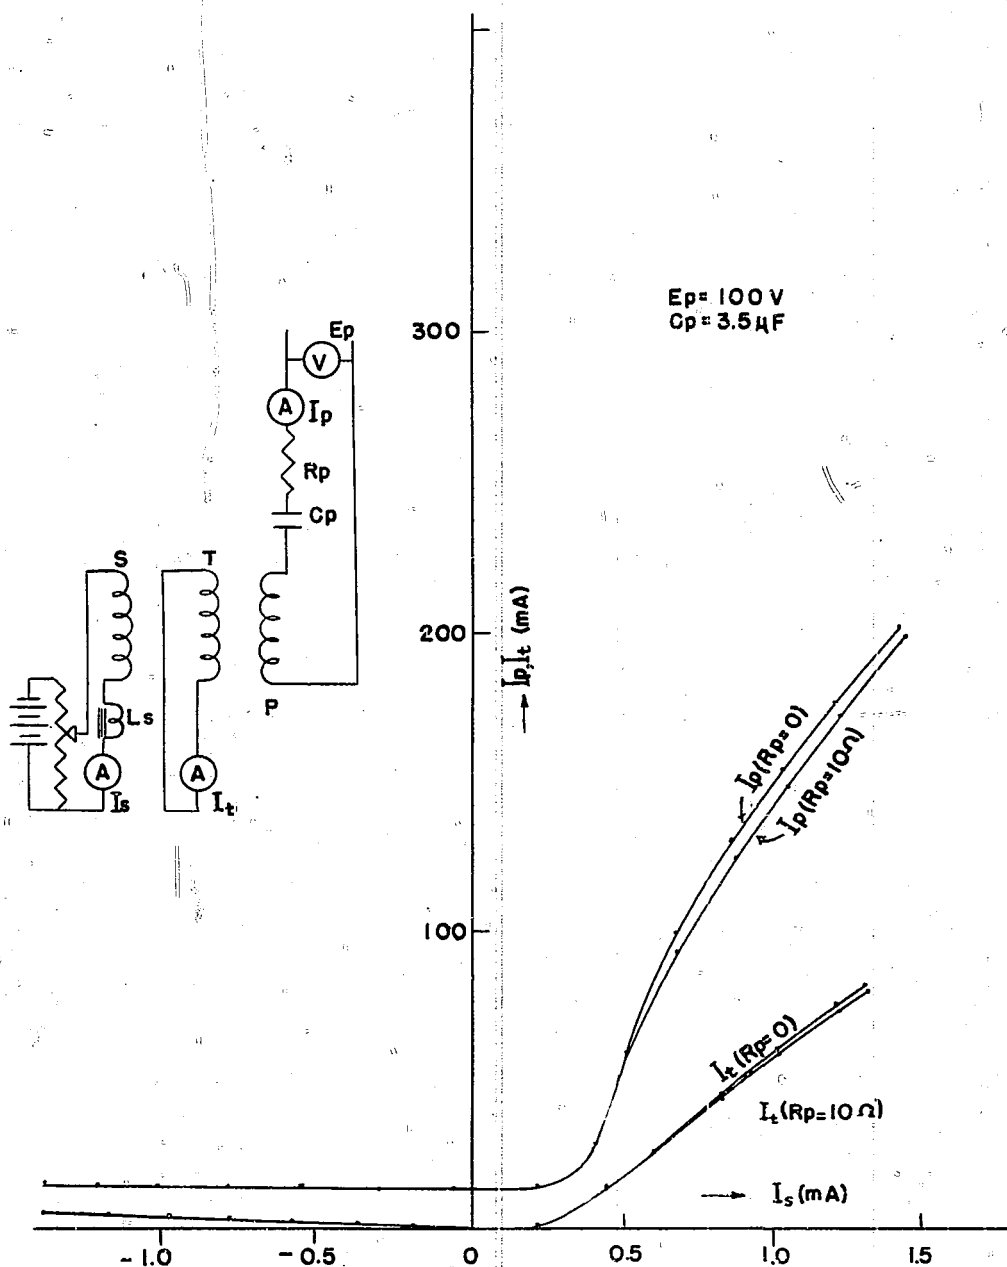 Ep= 100 V
Cp = 3.5 μF
300
Ep
V
A Ip
Rp
Cp
S T
200
Ip, It (mA)
P
Ls
A A
Is It
Ip (Rp=0)
Ip (Rp=10Ω)
100
It (Rp=0)
It (Rp=10Ω)
Is (mA)
-1.0 -0.5 0 0.5 1.0 1.5